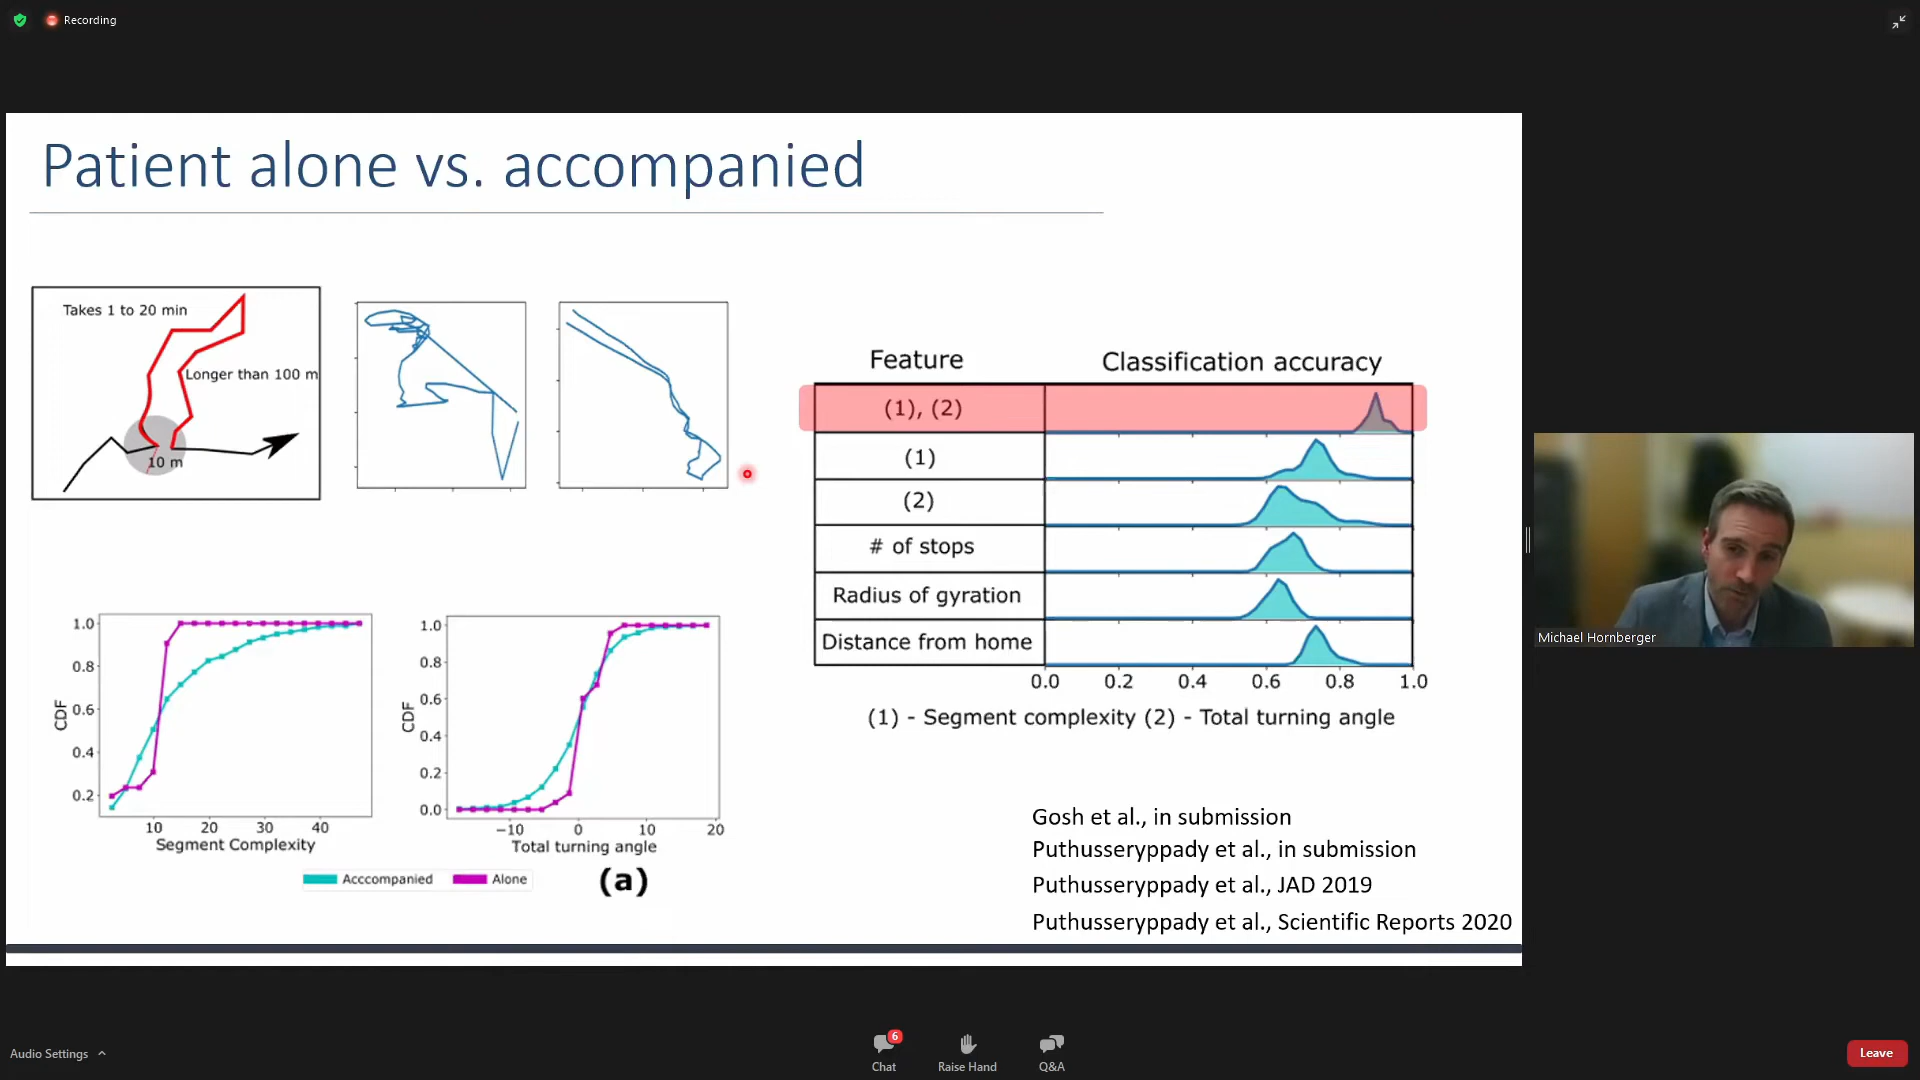 Recording
Patient alone vs. accompanied
Takes 1 to 20 min
Longer than 100 m
10 m
Feature
Classification accuracy
(1), (2)
(1)
(2)
# of stops
Radius of gyration
Distance from home
0.0 0.2 0.4 0.6 0.8 1.0
(1) - Segment complexity (2) - Total turning angle
CDF
1.0
0.8
0.6
0.4
0.2
10 20 30 40
Segment Complexity
CDF
1.0
0.8
0.6
0.4
0.2
0.0
−10 0 10 20
Total turning angle
Acccompanied Alone
(a)
Gosh et al., in submission
Puthusseryppady et al., in submission
Puthusseryppady et al., JAD 2019
Puthusseryppady et al., Scientific Reports 2020
Michael Hornberger
Audio Settings
6
Chat
Raise Hand
Q&A
Leave